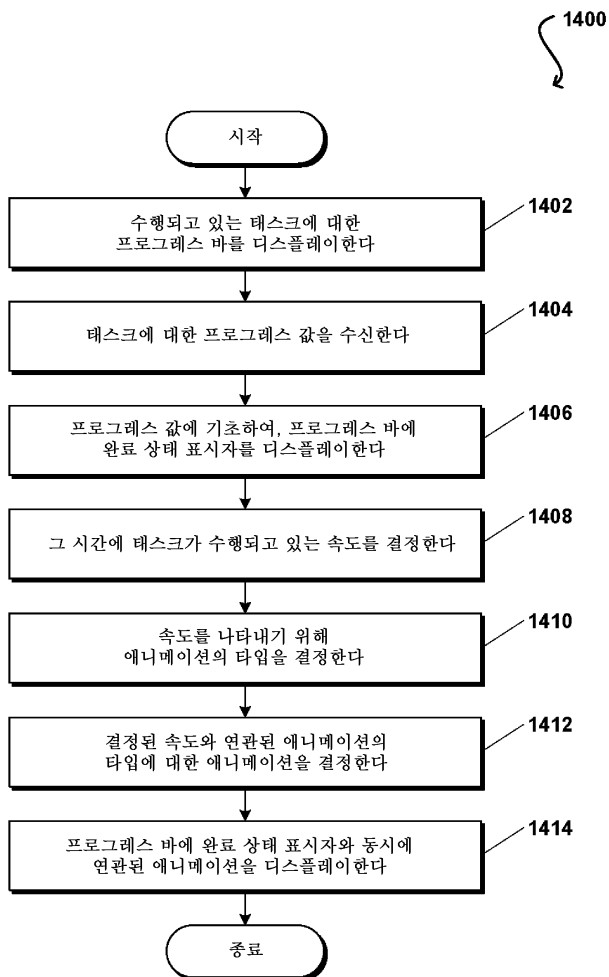 1400
시작
수행되고 있는 태스크에 대한
프로그레스 바를 디스플레이한다
1402
태스크에 대한 프로그레스 값을 수신한다
1404
프로그레스 값에 기초하여, 프로그레스 바에
완료 상태 표시자를 디스플레이한다
1406
그 시간에 태스크가 수행되고 있는 속도를 결정한다
1408
속도를 나타내기 위해
애니메이션의 타입을 결정한다
1410
결정된 속도와 연관된 애니메이션의
타입에 대한 애니메이션을 결정한다
1412
프로그레스 바에 완료 상태 표시자와 동시에
연관된 애니메이션을 디스플레이한다
1414
종료